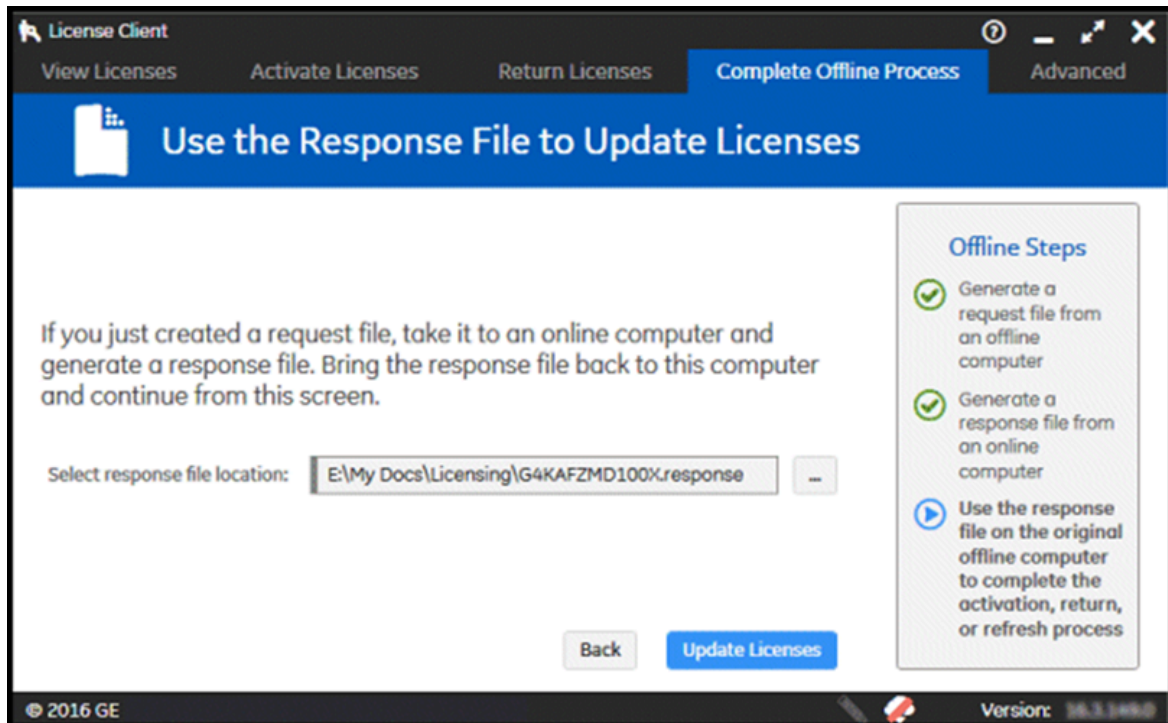 License Client
View Licenses
Activate Licenses
Return Licenses
Complete Offline Process
Advanced
Use the Response File to Update Licenses
If you just created a request file, take it to an online computer and
generate a response file. Bring the response file back to this computer
and continue from this screen.
Select response file location:
E:\My Docs\Licensing\G4KAFZMD100X.response
...
Back
Update Licenses
Offline Steps
Generate a
request file from
an offline
computer
Generate a
response file from
an online
computer
Use the response
file on the original
offline computer
to complete the
activation, return,
or refresh process
© 2016 GE
Version: